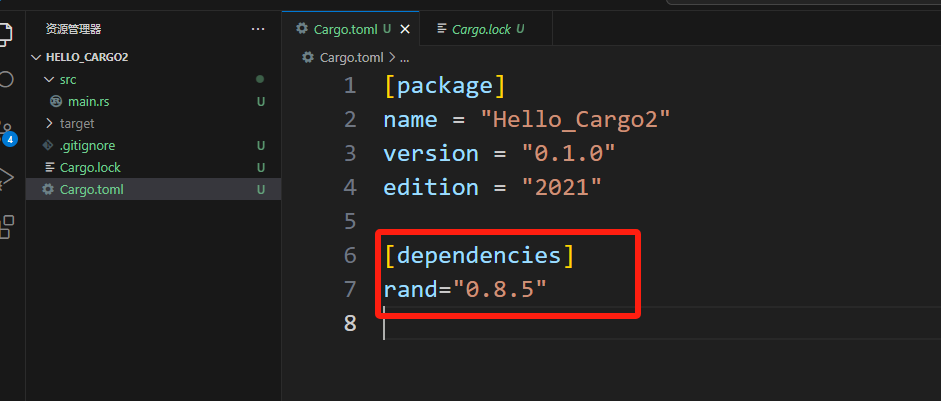 资源管理器 ...
Cargo.toml U
Cargo.lock U
HELLO_CARGO2
Cargo.toml > ...
src
main.rs U
target
.gitignore U
Cargo.lock U
Cargo.toml U
4
1 [package]
2 name = "Hello_Cargo2"
3 version = "0.1.0"
4 edition = "2021"
5
6 [dependencies]
7 rand="0.8.5"
8